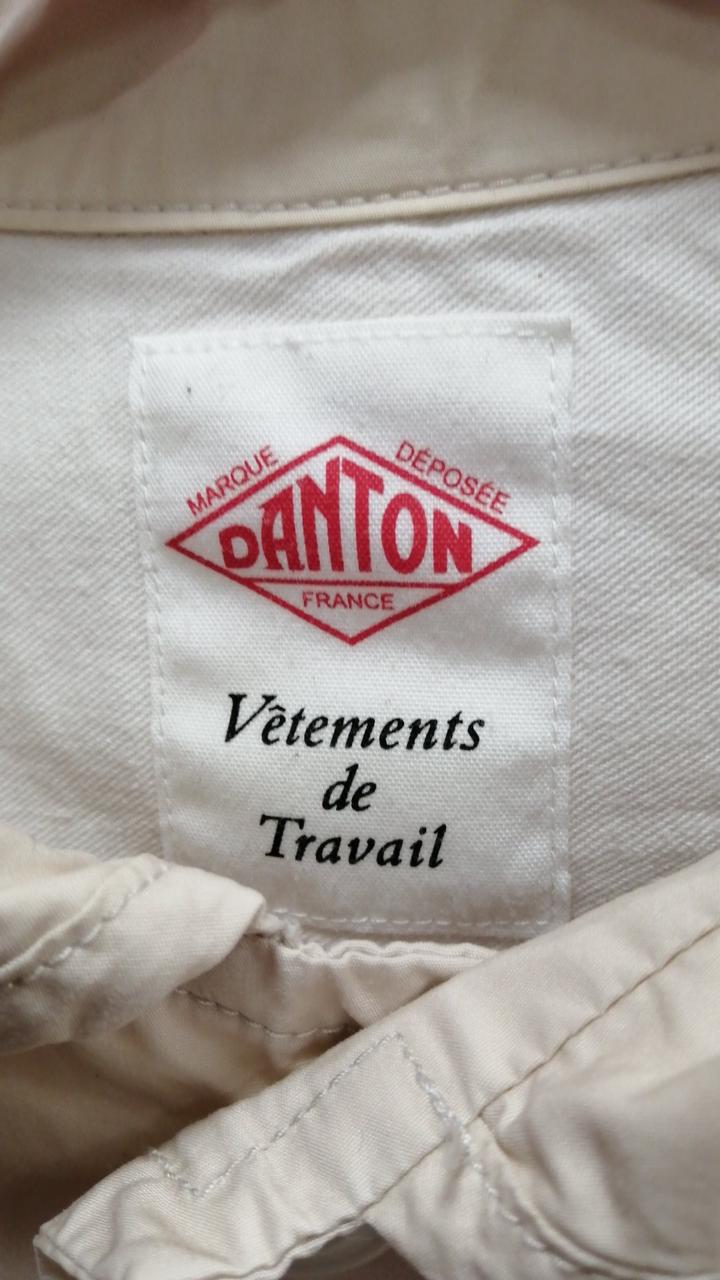 MARQUE DÉPOSÉE
DANTON
FRANCE
Vêtements
de
Travail